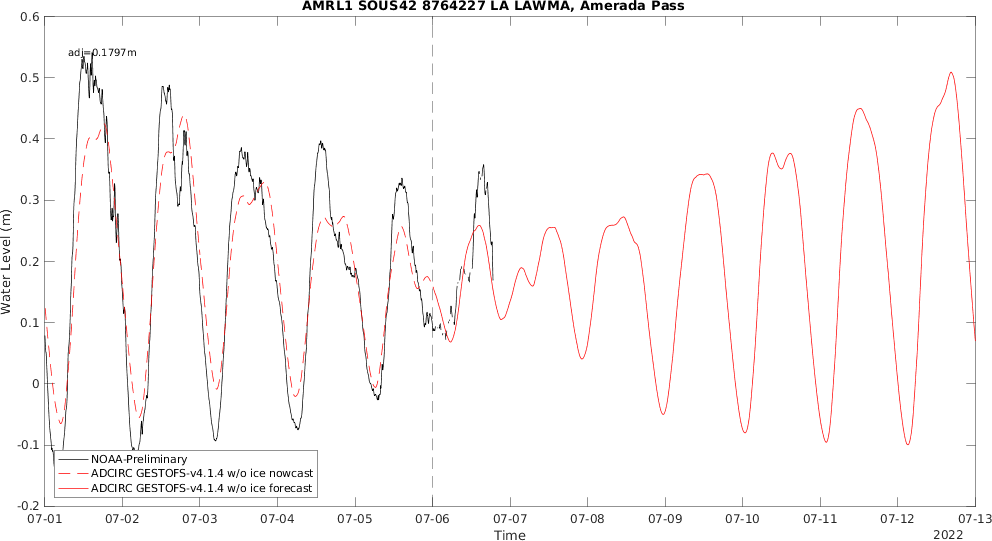 AMRL1 SOUS42 8764227 LA LAWMA, Amerada Pass
adj=0.1797m
0.6
0.5
0.4
0.3
0.2
0.1
0
-0.1
-0.2
Water Level (m)
NOAA-Preliminary
ADCIRC GESTOFS-v4.1.4 w/o ice nowcast
ADCIRC GESTOFS-v4.1.4 w/o ice forecast
07-01 07-02 07-03 07-04 07-05 07-06 07-07 07-08 07-09 07-10 07-11 07-12 07-13
Time
2022